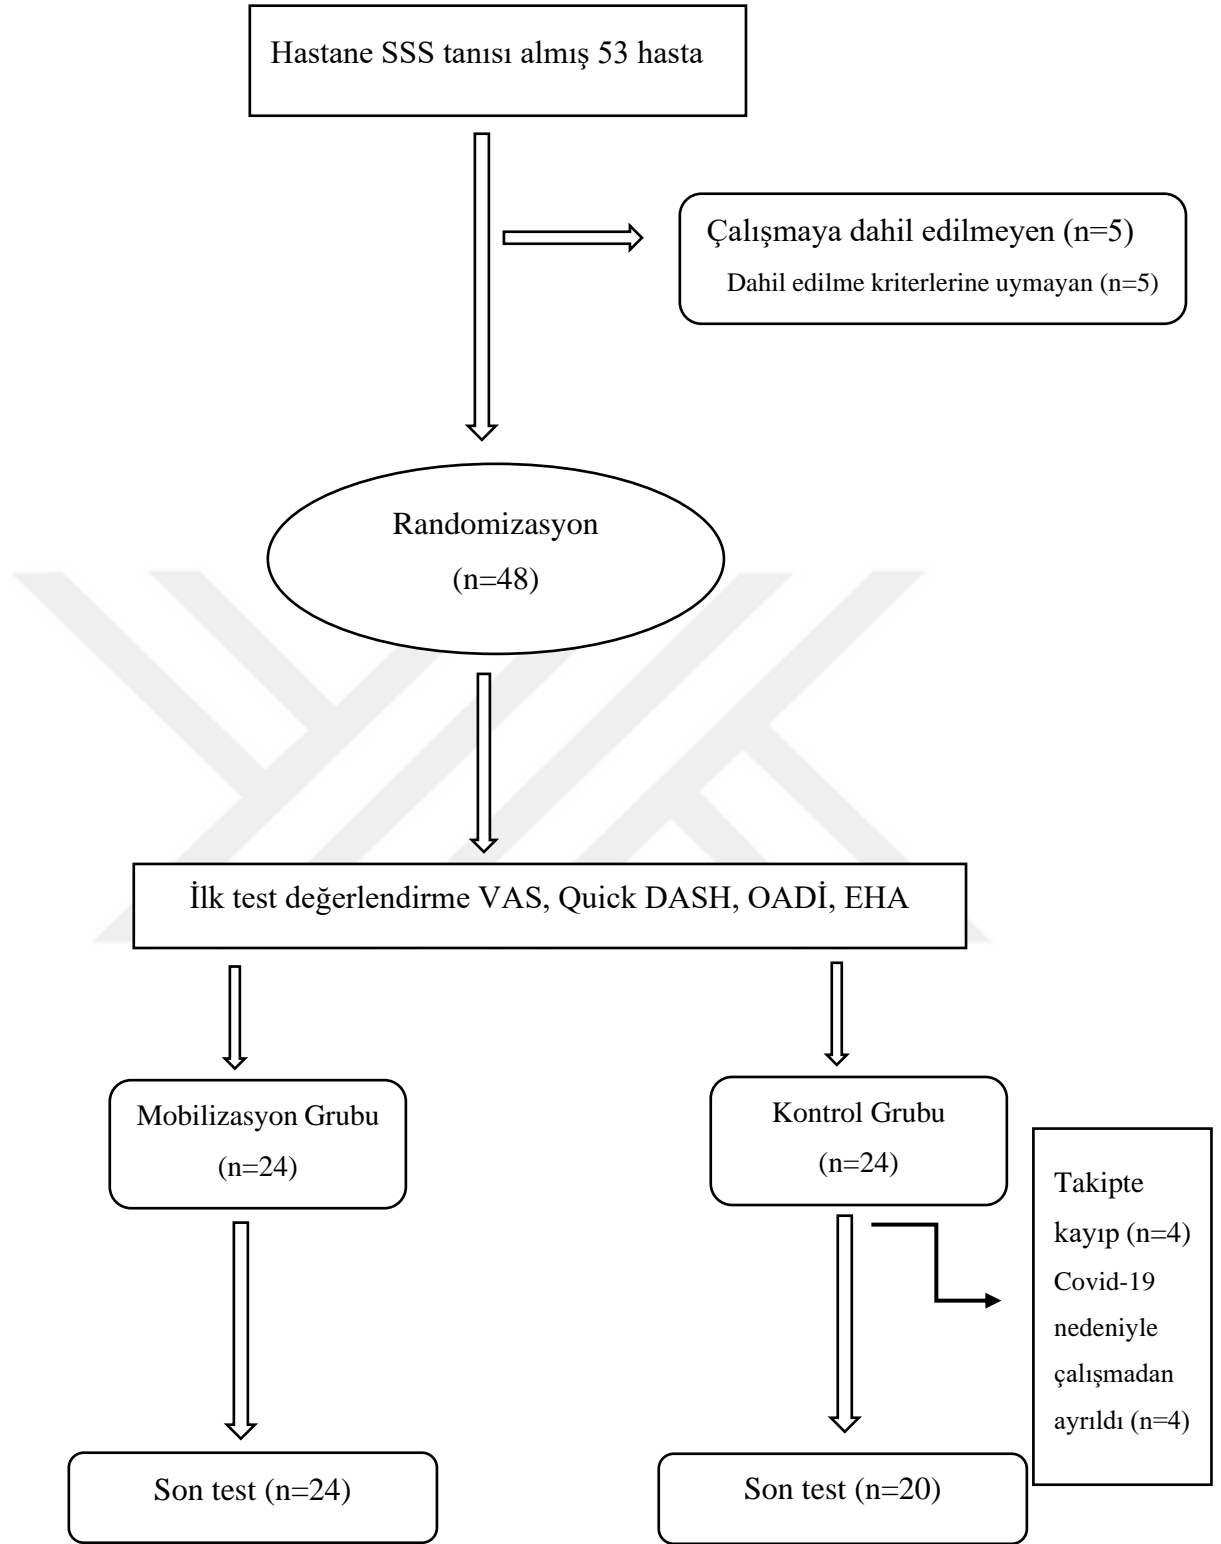 Hastane SSS tanısı almış 53 hasta
Çalışmaya dahil edilmeyen (n=5)
Dahil edilme kriterlerine uymayan (n=5)
Randomizasyon
(n=48)
İlk test değerlendirme VAS, Quick DASH, OADİ, EHA
Mobilizasyon Grubu
(n=24)
Kontrol Grubu
(n=24)
Takipte
kayıp (n=4)
Covid-19
nedeniyle
çalışmadan
ayrıldı (n=4)
Son test (n=24)
Son test (n=20)